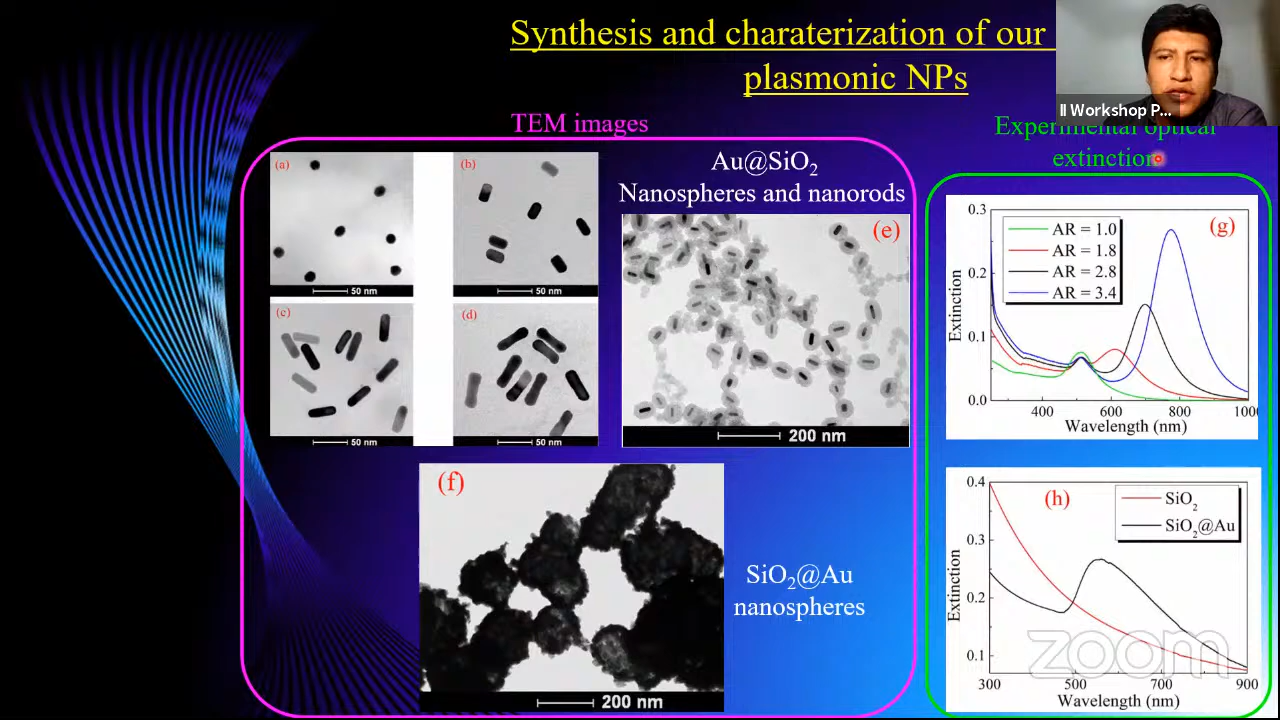 Synthesis and charaterization of our
plasmonic NPs
II Workshop P...
TEM images
Experimental optical
extinction
Au@SiO2
Nanospheres and nanorods
(a)
50 nm
(b)
50 nm
(c)
50 nm
(d)
50 nm
(e)
200 nm
(f)
200 nm
SiO2@Au
nanospheres
(g)
AR = 1.0
AR = 1.8
AR = 2.8
AR = 3.4
Extinction
0.3
0.2
0.1
0.0
400 600 800 1000
Wavelength (nm)
(h)
SiO2
SiO2@Au
Extinction
0.4
0.3
0.2
0.1
300 500 700 900
Wavelength (nm)
zoom